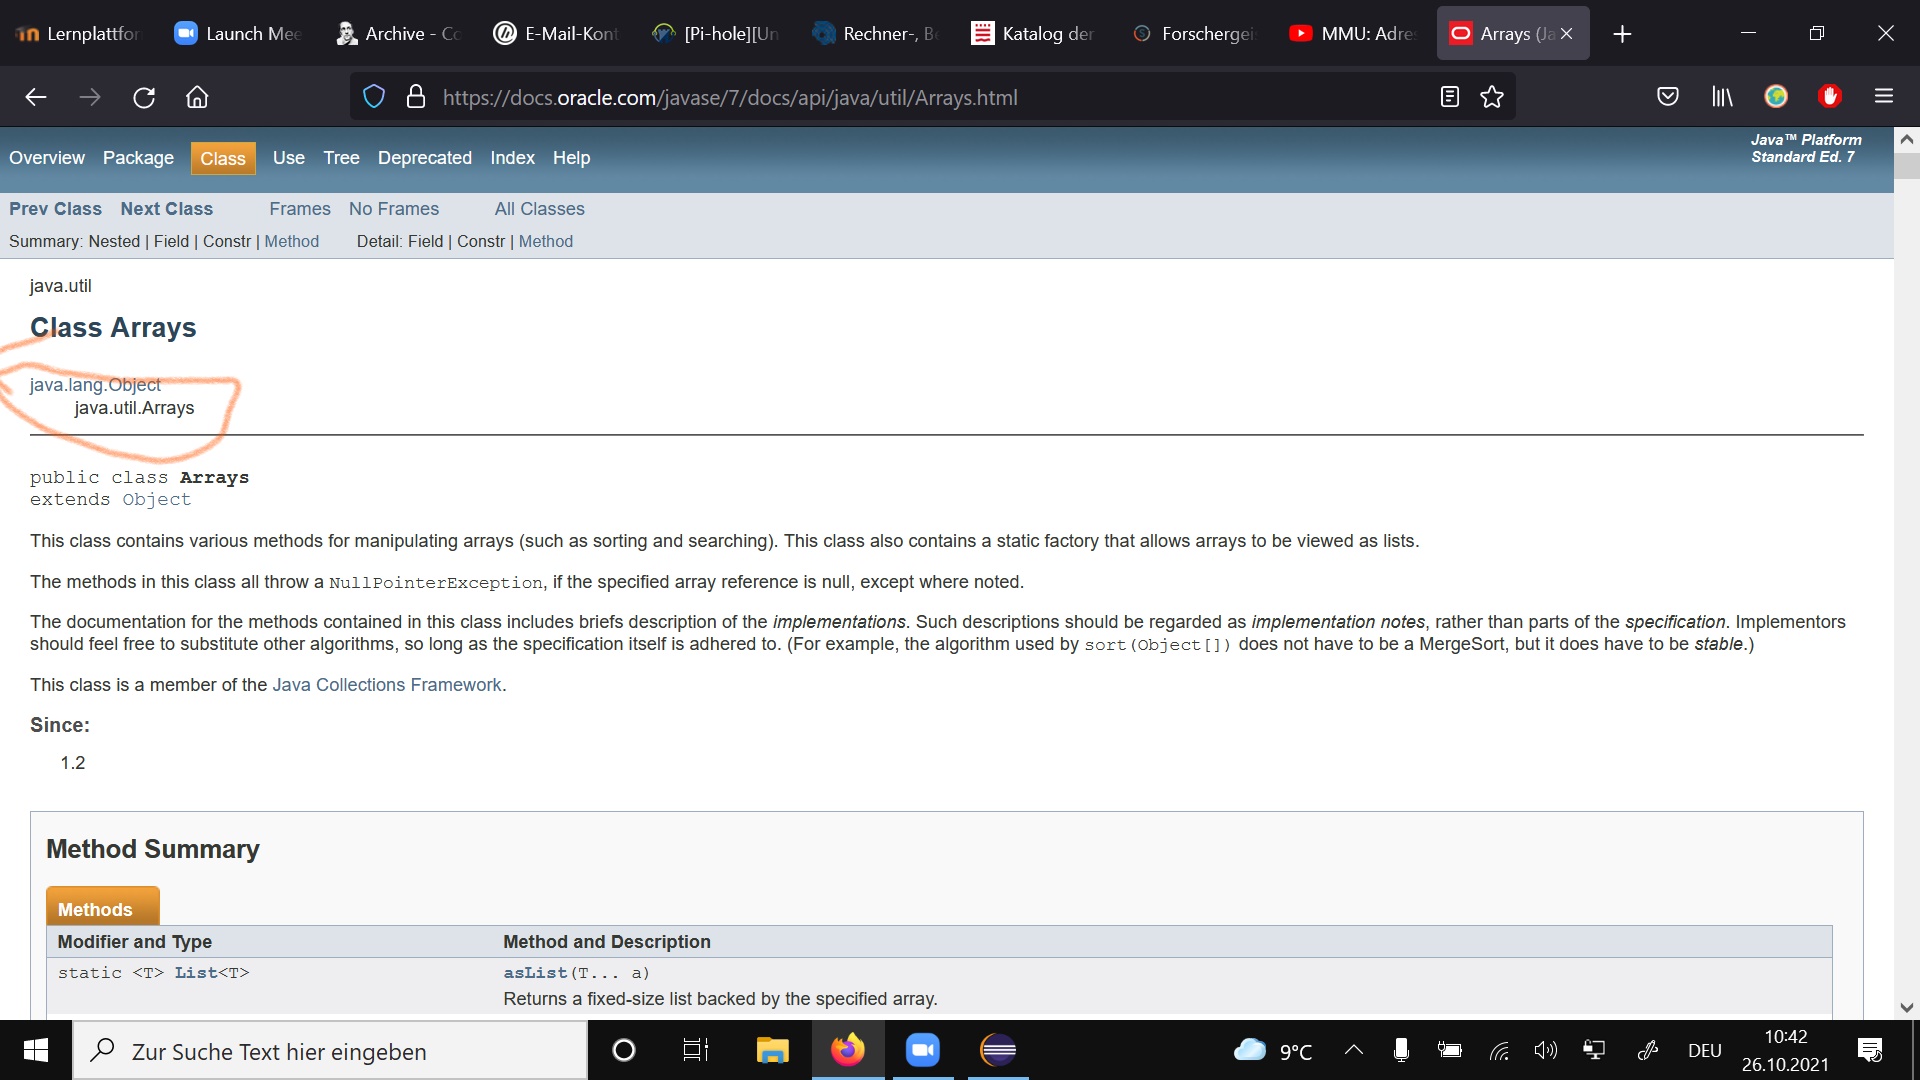 Lernplattfor
Launch Mee
Archive - Co
E-Mail-Kont
[Pi-hole][Un
Rechner-, Be
Katalog der
Forschergei
MMU: Adre
Arrays (Ja
https://docs.oracle.com/javase/7/docs/api/java/util/Arrays.html
Overview Package Class Use Tree Deprecated Index Help
Java™ Platform
Standard Ed. 7
Prev Class Next Class Frames No Frames All Classes
Summary: Nested | Field | Constr | Method Detail: Field | Constr | Method
java.util
Class Arrays
java.lang.Object
java.util.Arrays
public class Arrays
extends Object
This class contains various methods for manipulating arrays (such as sorting and searching). This class also contains a static factory that allows arrays to be viewed as lists.
The methods in this class all throw a NullPointerException, if the specified array reference is null, except where noted.
The documentation for the methods contained in this class includes briefs description of the implementations. Such descriptions should be regarded as implementation notes, rather than parts of the specification. Implementors
should feel free to substitute other algorithms, so long as the specification itself is adhered to. (For example, the algorithm used by sort(Object[]) does not have to be a MergeSort, but it does have to be stable.)
This class is a member of the Java Collections Framework.
Since:
1.2
Method Summary
Methods
Modifier and Type Method and Description
static <T> List<T> asList(T... a)
Returns a fixed-size list backed by the specified array.
Zur Suche Text hier eingeben
9°C
DEU
10:42
26.10.2021